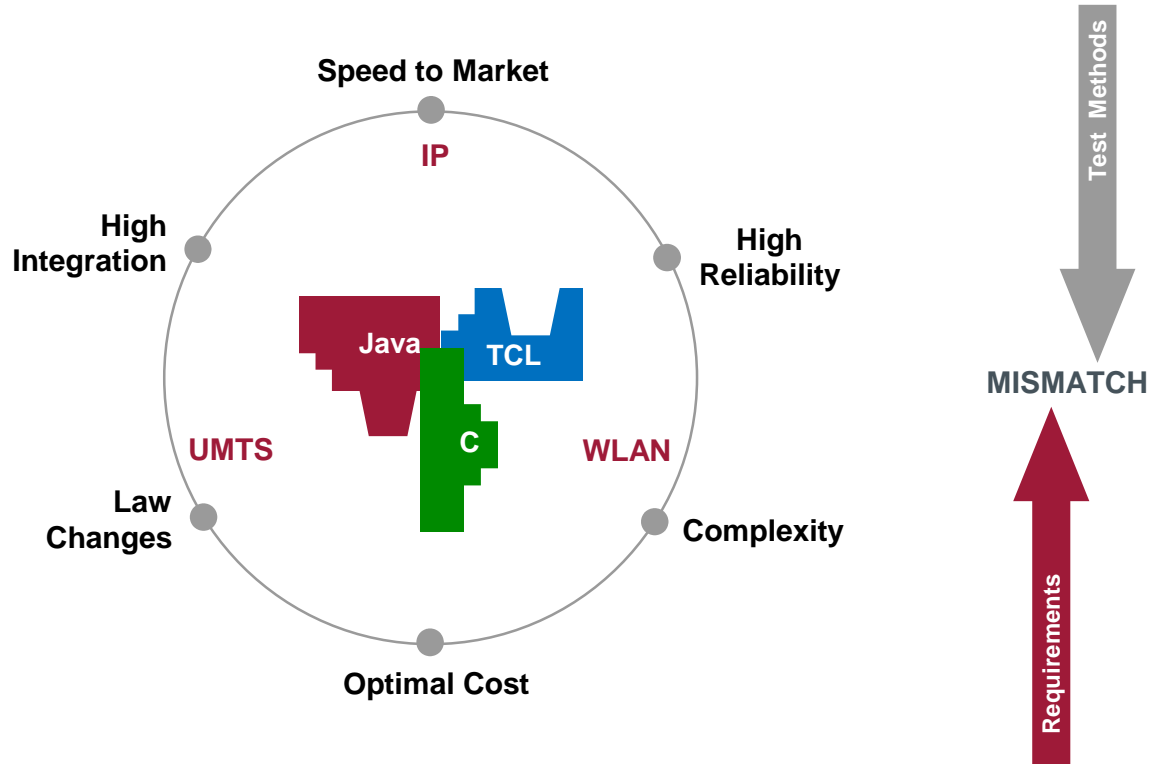 Speed to Market
IP
High
Integration
High
Reliability
Java
TCL
C
UMTS
WLAN
Law
Changes
Complexity
Optimal Cost
Test Methods
MISMATCH
Requirements